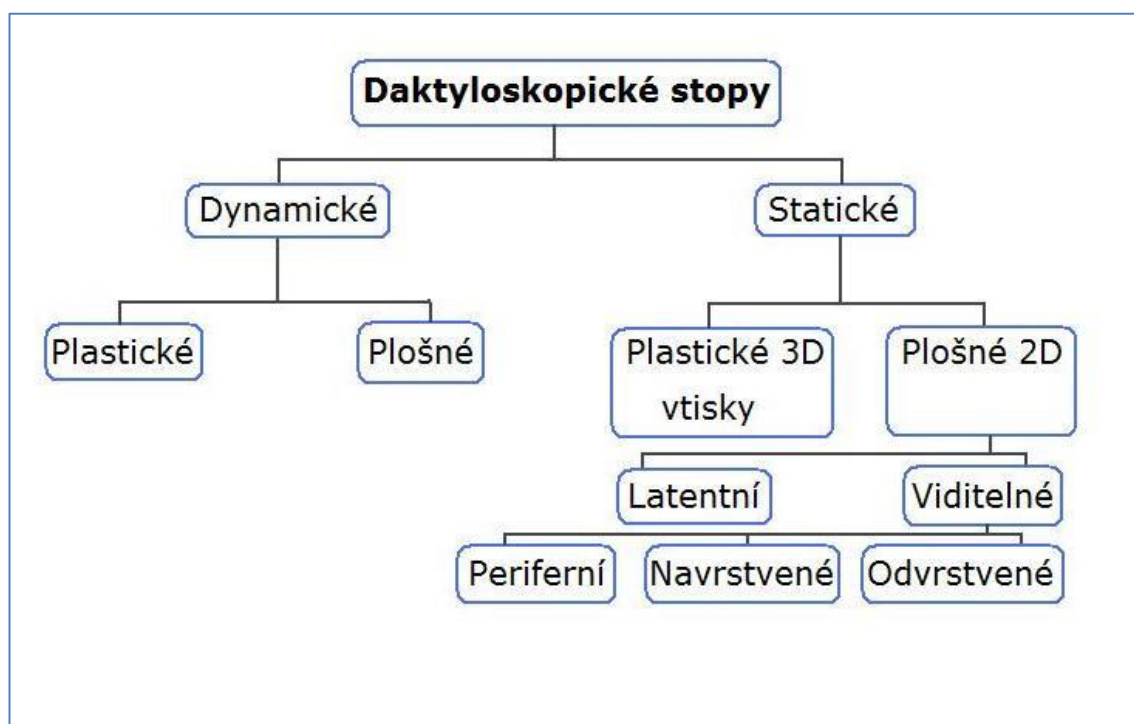 Daktyloskopické stopy
Dynamické
Statické
Plastické
Plošné
Plastické 3D
vtisky
Plošné 2D
Latentní
Viditelné
Periferní
Navrstvené
Odvrstvené